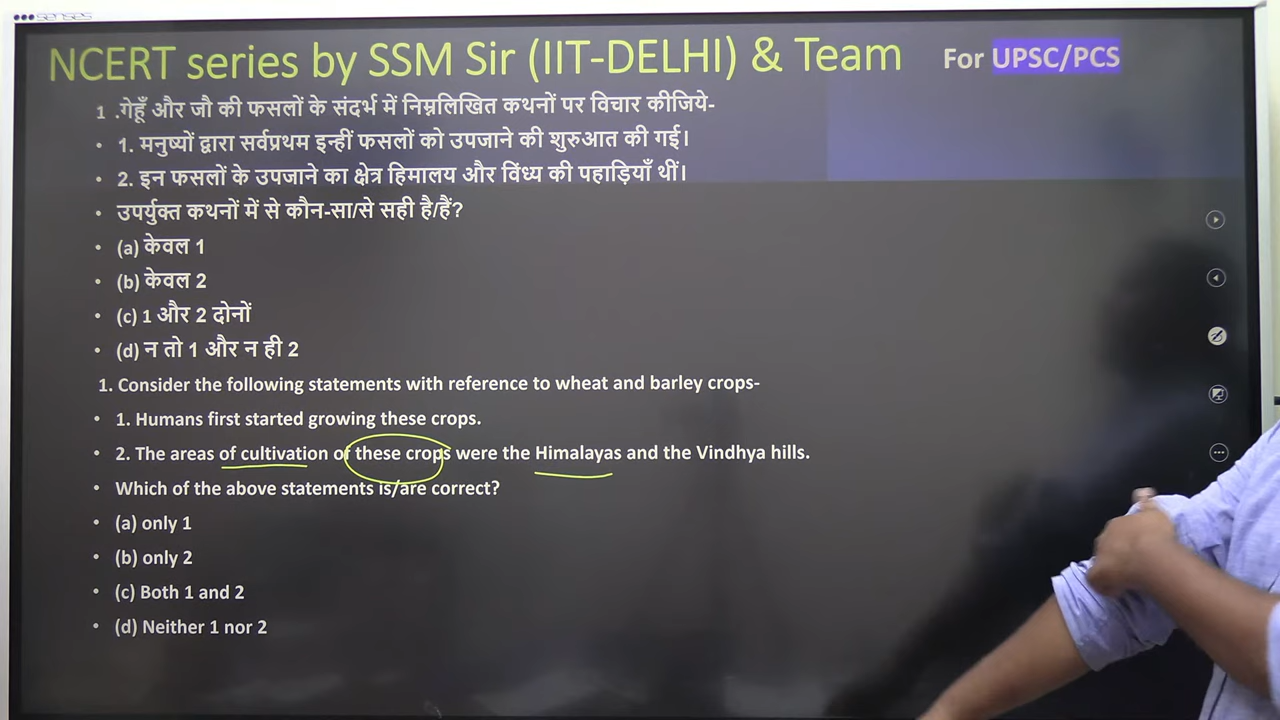 NCERT series by SSM Sir (IIT-DELHI) & Team For UPSC/PCS
1 .गेहूँ और जौ की फसलों के संदर्भ में निम्नलिखित कथनों पर विचार कीजिये-
• 1. मनुष्यों द्वारा सर्वप्रथम इन्हीं फसलों को उपजाने की शुरुआत की गई।
• 2. इन फसलों के उपजाने का क्षेत्र हिमालय और विंध्य की पहाड़ियाँ थीं।
• उपर्युक्त कथनों में से कौन-सा/से सही है/हैं?
• (a) केवल 1
• (b) केवल 2
• (c) 1 और 2 दोनों
• (d) न तो 1 और न ही 2
1. Consider the following statements with reference to wheat and barley crops-
• 1. Humans first started growing these crops.
• 2. The areas of cultivation of these crops were the Himalayas and the Vindhya hills.
• Which of the above statements is/are correct?
• (a) only 1
• (b) only 2
• (c) Both 1 and 2
• (d) Neither 1 nor 2